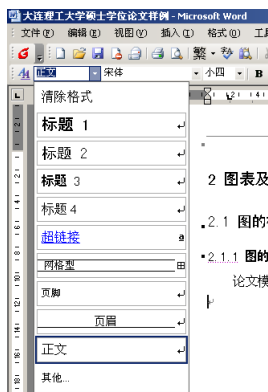 大连理工大学硕士学位论文样例 - Microsoft Word
文件(F) 编辑(E) 视图(V) 插入(I) 格式(O) 工
正文 宋体 小四 B
清除格式
标题 1
标题 2
标题 3
标题 4
超链接 a
网格型
页脚
页眉
正文
其他...
2 图表及
2.1 图的
2.1.1 图的
论文模